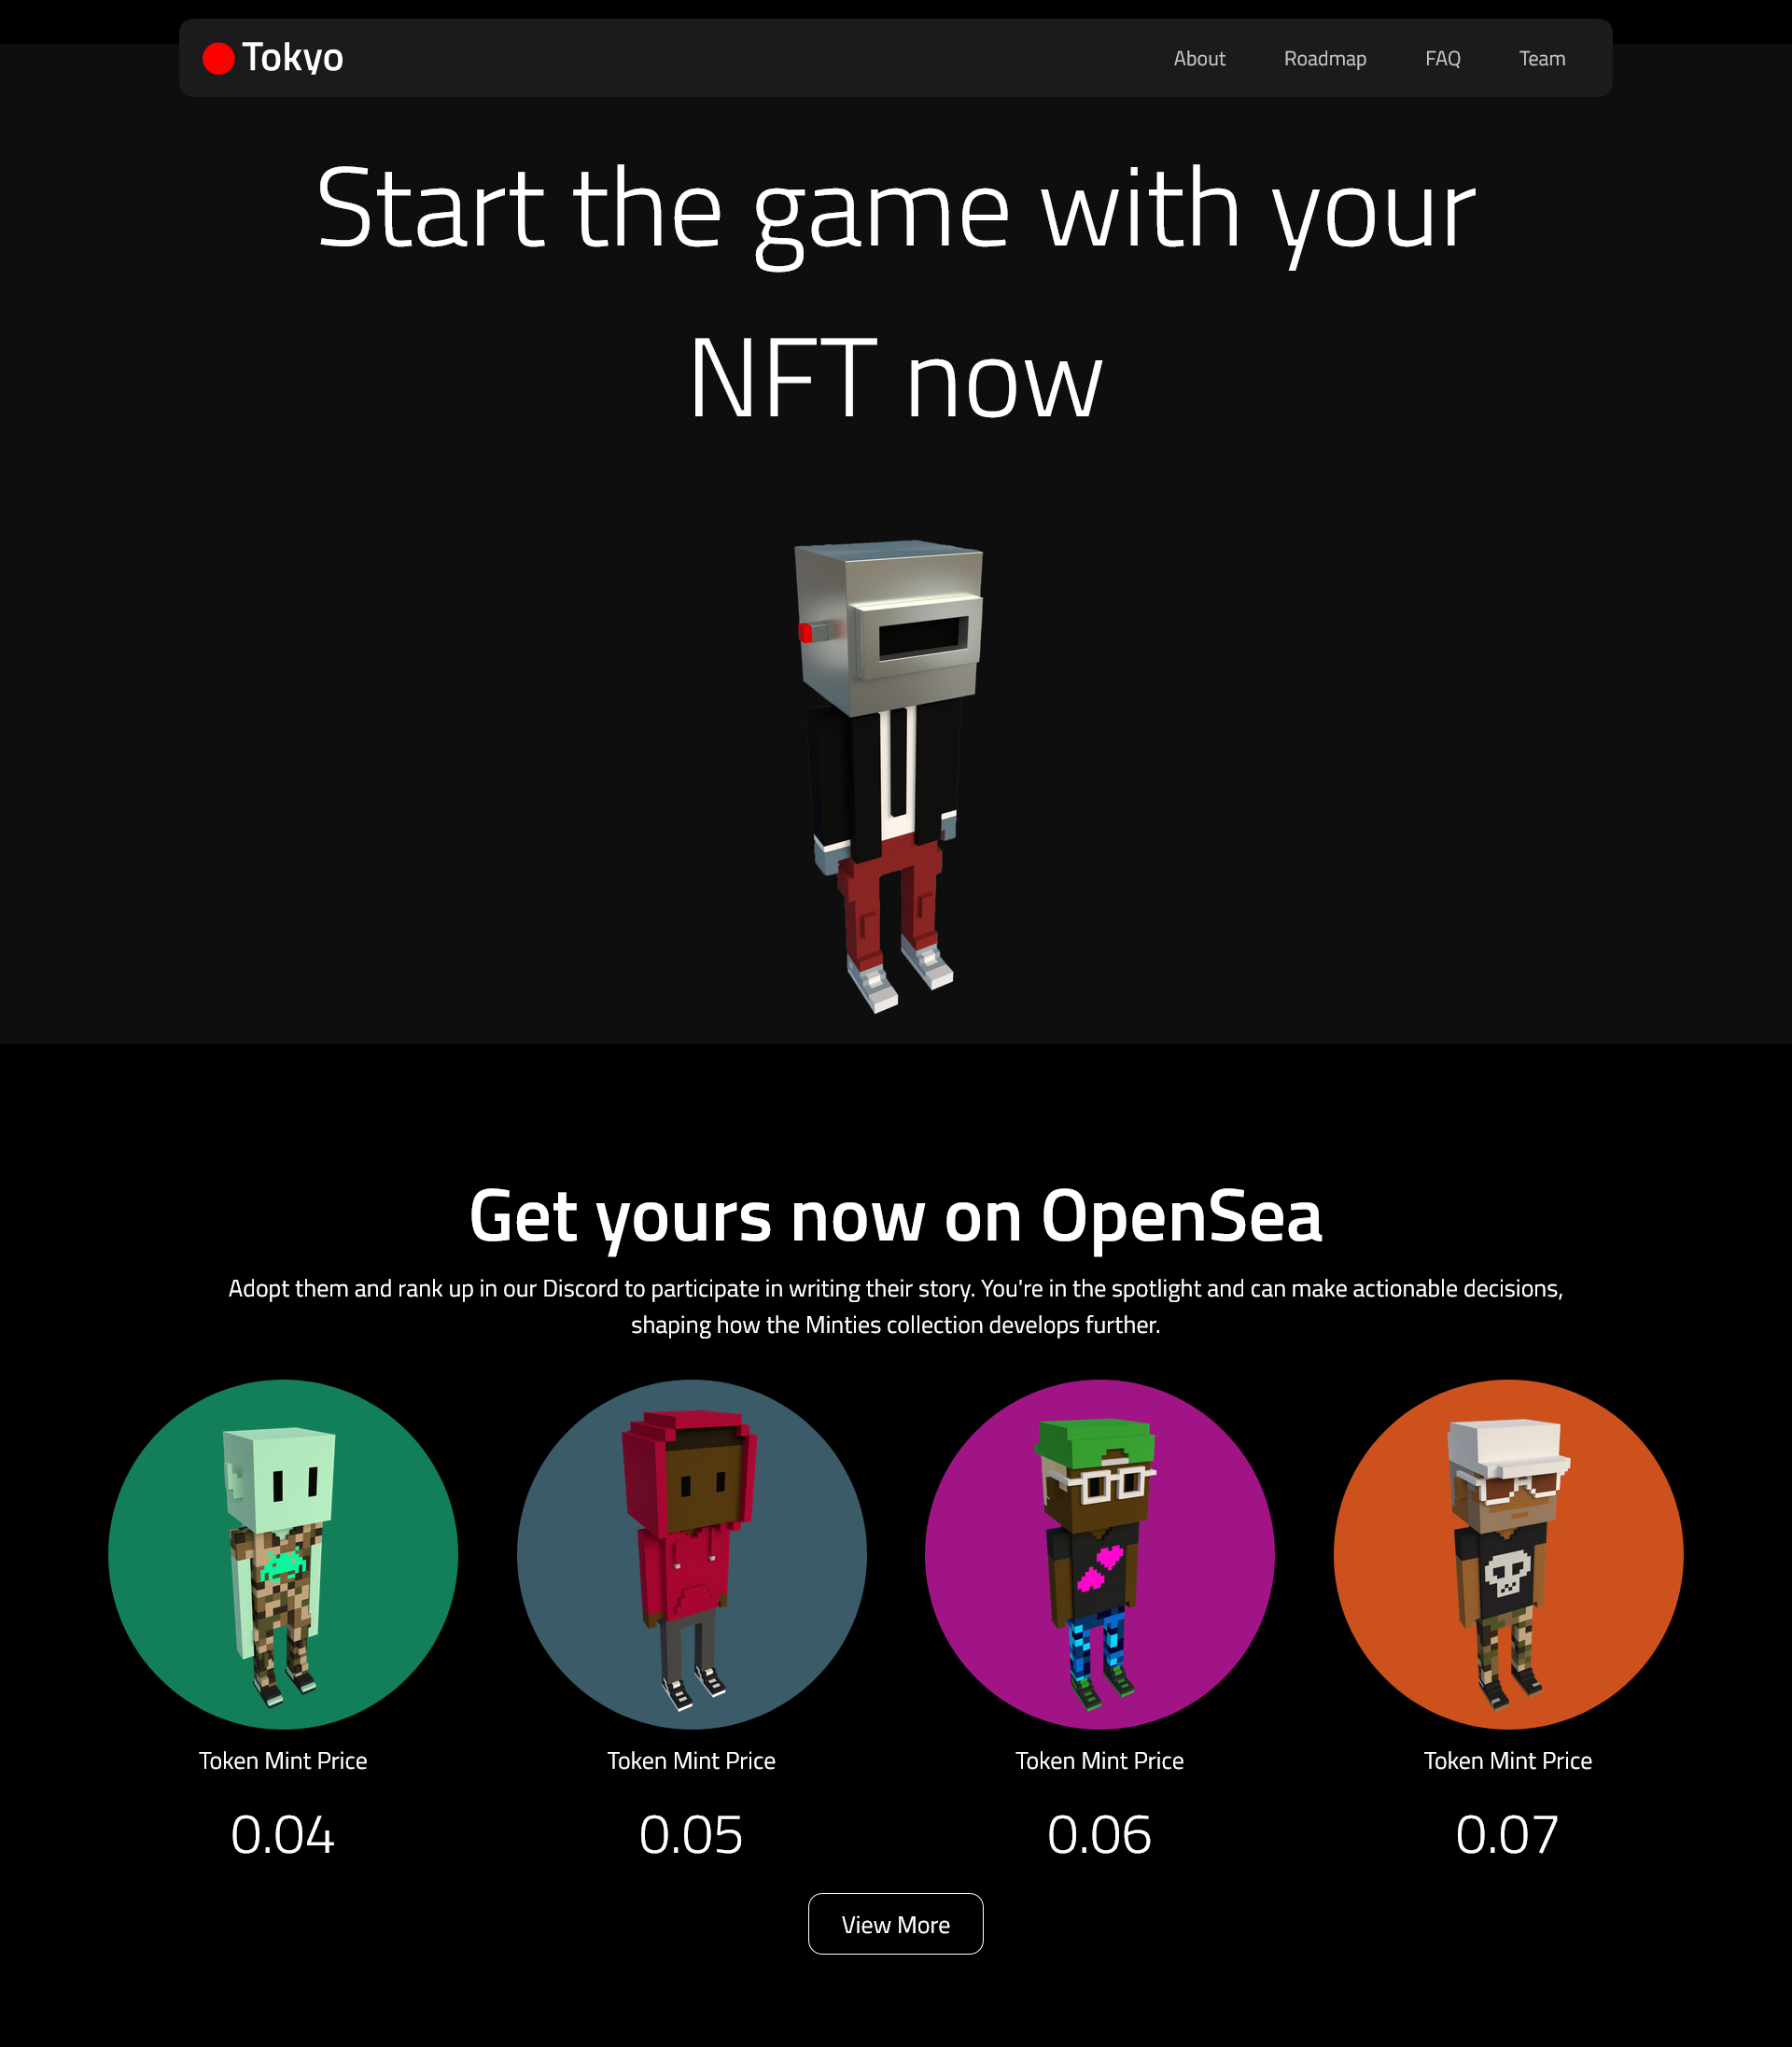 Tokyo
About
Roadmap
FAQ
Team
Start the game with your
NFT now
Get yours now on OpenSea
Adopt them and rank up in our Discord to participate in writing their story. You're in the spotlight and can make actionable decisions,
shaping how the Minties collection develops further.
Token Mint Price
0.04
Token Mint Price
0.05
Token Mint Price
0.06
Token Mint Price
0.07
View More